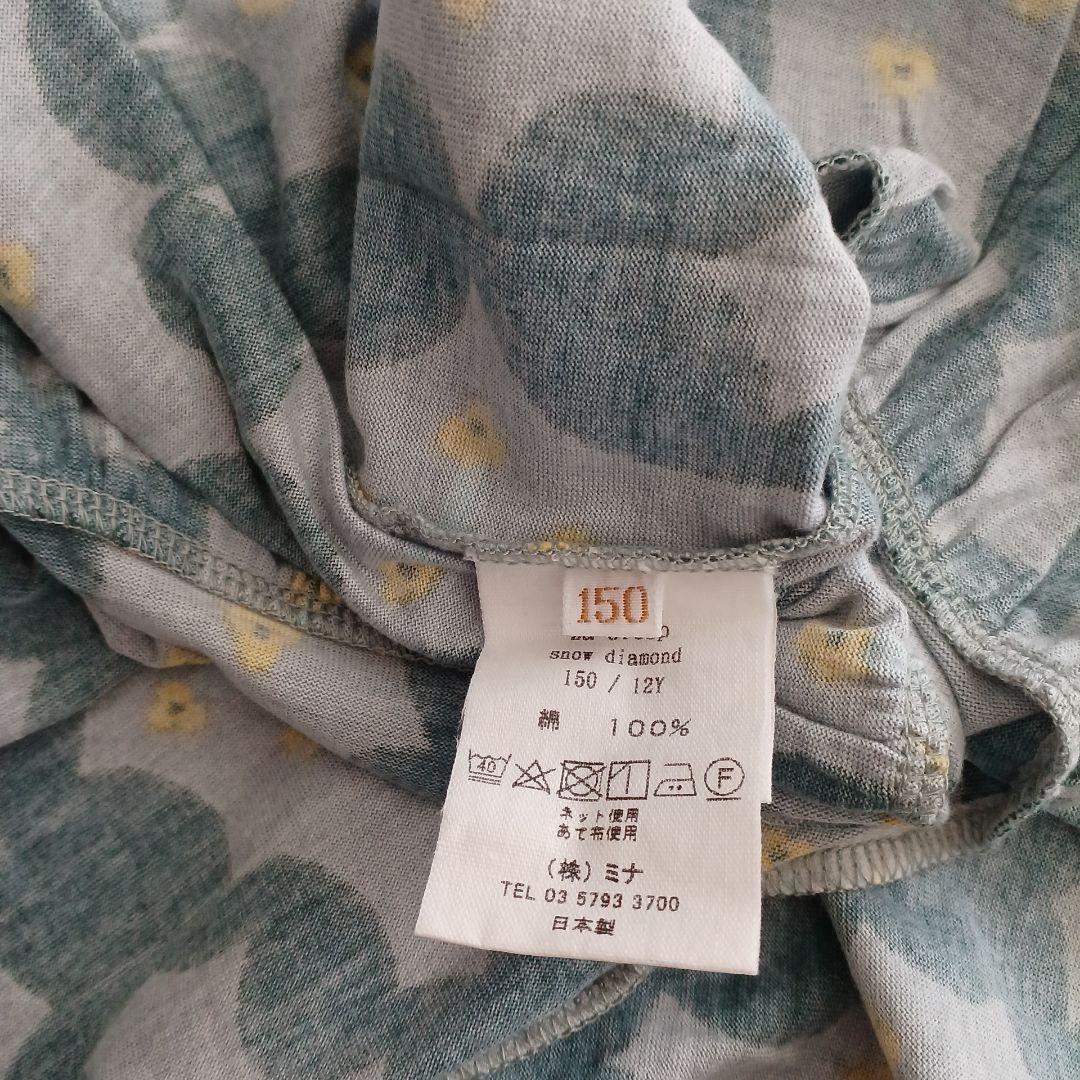 150
snow diamond
150 / 12Y
綿 100%
40
F
ネット使用
あて布使用
(株) ミナ
TEL 03 5793 3700
日本製